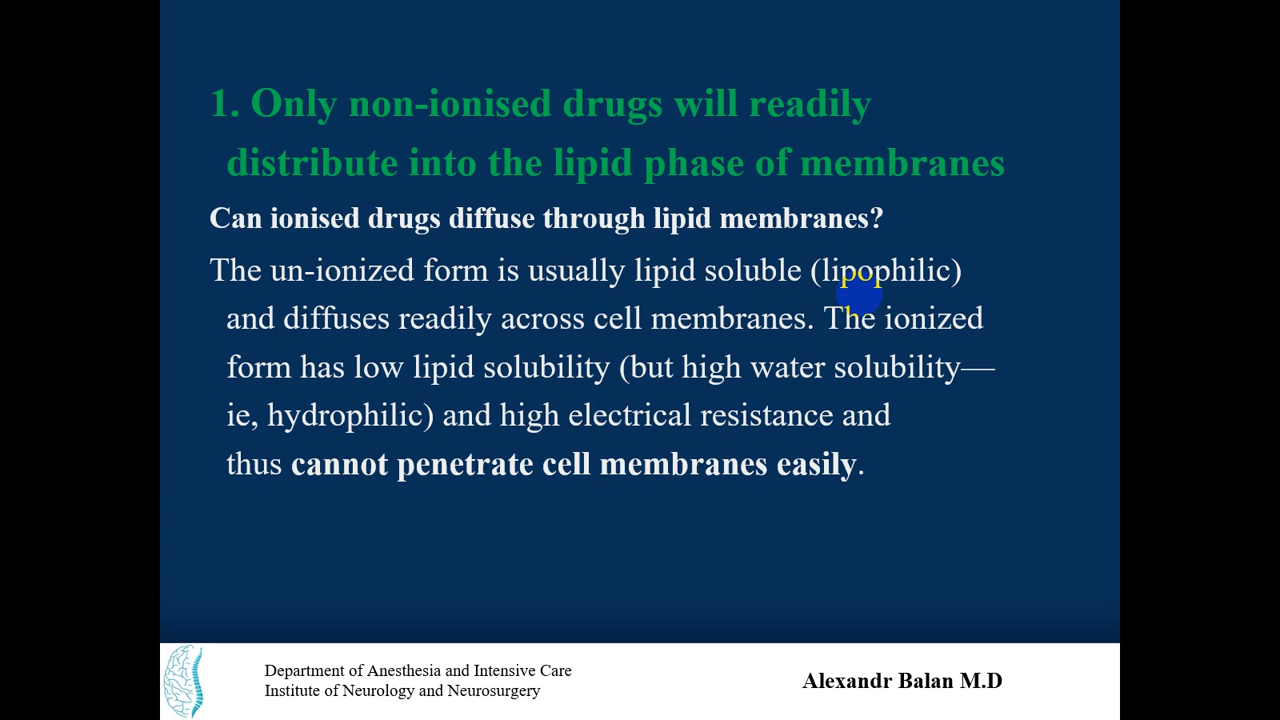 1. Only non-ionised drugs will readily
distribute into the lipid phase of membranes
Can ionised drugs diffuse through lipid membranes?
The un-ionized form is usually lipid soluble (lipophilic)
and diffuses readily across cell membranes. The ionized
form has low lipid solubility (but high water solubility—
ie, hydrophilic) and high electrical resistance and
thus cannot penetrate cell membranes easily.
Department of Anesthesia and Intensive Care
Institute of Neurology and Neurosurgery
Alexandr Balan M.D